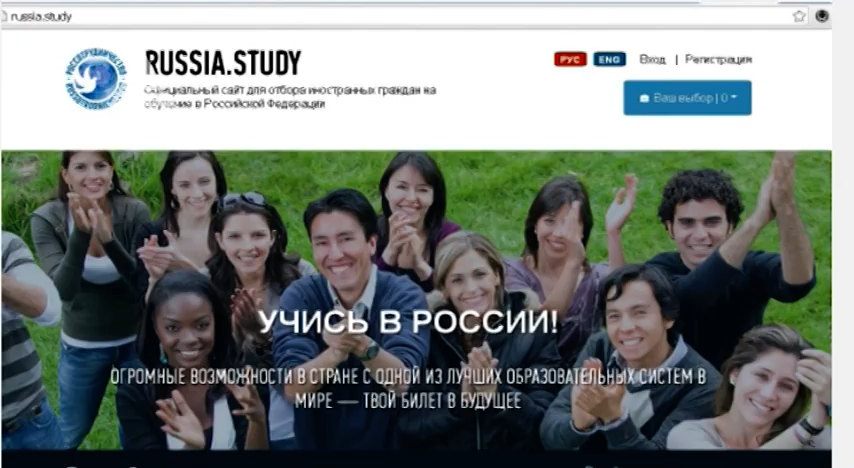 russia.study
RUSSIA.STUDY
РУС ENG Вход | Регистрация
Официальный сайт для отбора иностранных граждан на
обучение в Российской Федерации
Ваш выбор | 0
РОССОТРУДНИЧЕСТВО
УЧИСЬ В РОССИИ!
ОГРОМНЫЕ ВОЗМОЖНОСТИ В СТРАНЕ С ОДНОЙ ИЗ ЛУЧШИХ ОБРАЗОВАТЕЛЬНЫХ СИСТЕМ В
МИРЕ — ТВОЙ БИЛЕТ В БУДУЩЕЕ